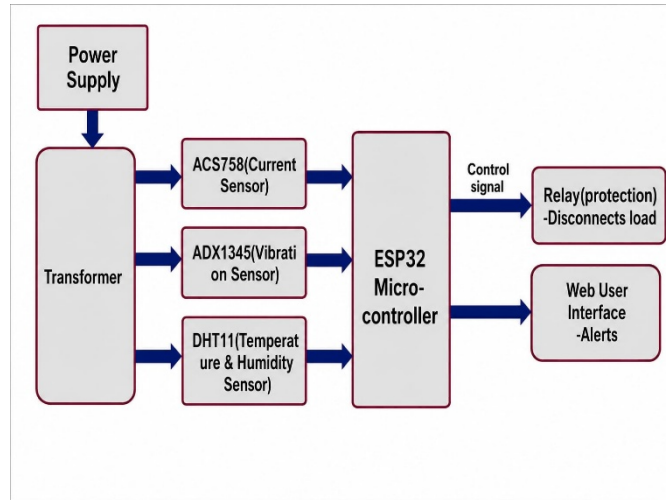 Power
Supply
Transformer
ACS758(Current
Sensor)
ADX1345(Vibrati
on Sensor)
DHT11(Temperat
ure & Humidity
Sensor)
ESP32
Micro-
controller
Control
signal
Relay(protection)
-Disconnects load
Web User
Interface
-Alerts